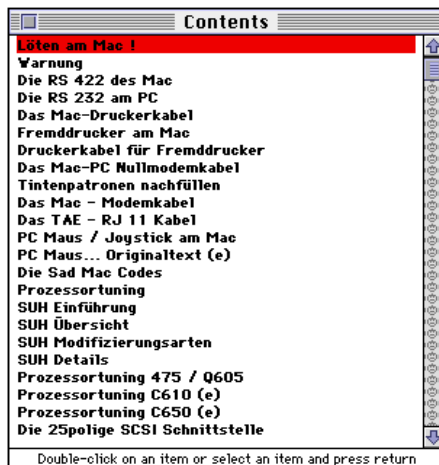 Contents
Löten am Mac !
Warnung
Die RS 422 des Mac
Die RS 232 am PC
Das Mac-Druckerkabel
Fremddrucker am Mac
Druckerkabel für Fremddrucker
Das Mac-PC Nullmodemkabel
Tintenpatronen nachfüllen
Das Mac - Modemkabel
Das TAE - RJ 11 Kabel
PC Maus / Joystick am Mac
PC Maus... Originaltext (e)
Die Sad Mac Codes
Prozessortuning
SUH Einführung
SUH Übersicht
SUH Modifizierungsarten
SUH Details
Prozessortuning 475 / Q605
Prozessortuning C610 (e)
Prozessortuning C650 (e)
Die 25polige SCSI Schnittstelle
Double-click on an item or select an item and press return